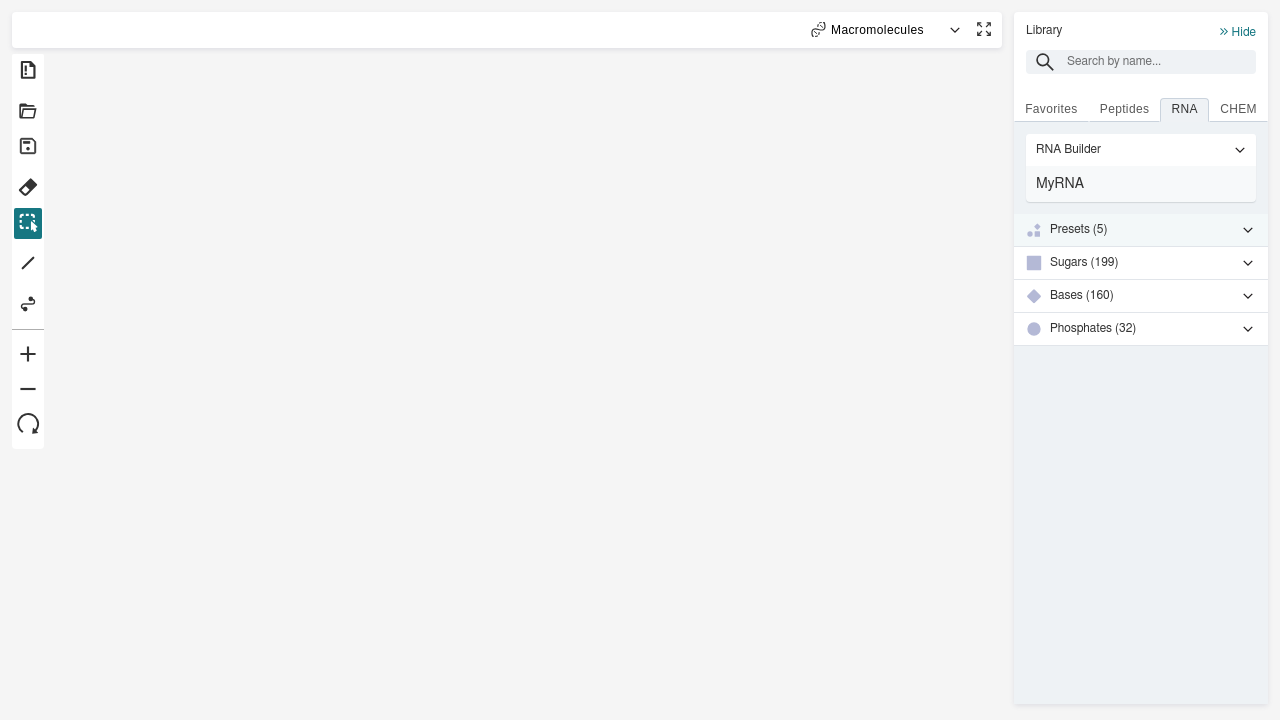 Macromolecules
Library
Hide
Search by name...
Favorites
Peptides
RNA
CHEM
RNA Builder
MyRNA
Presets (5)
Sugars (199)
Bases (160)
Phosphates (32)